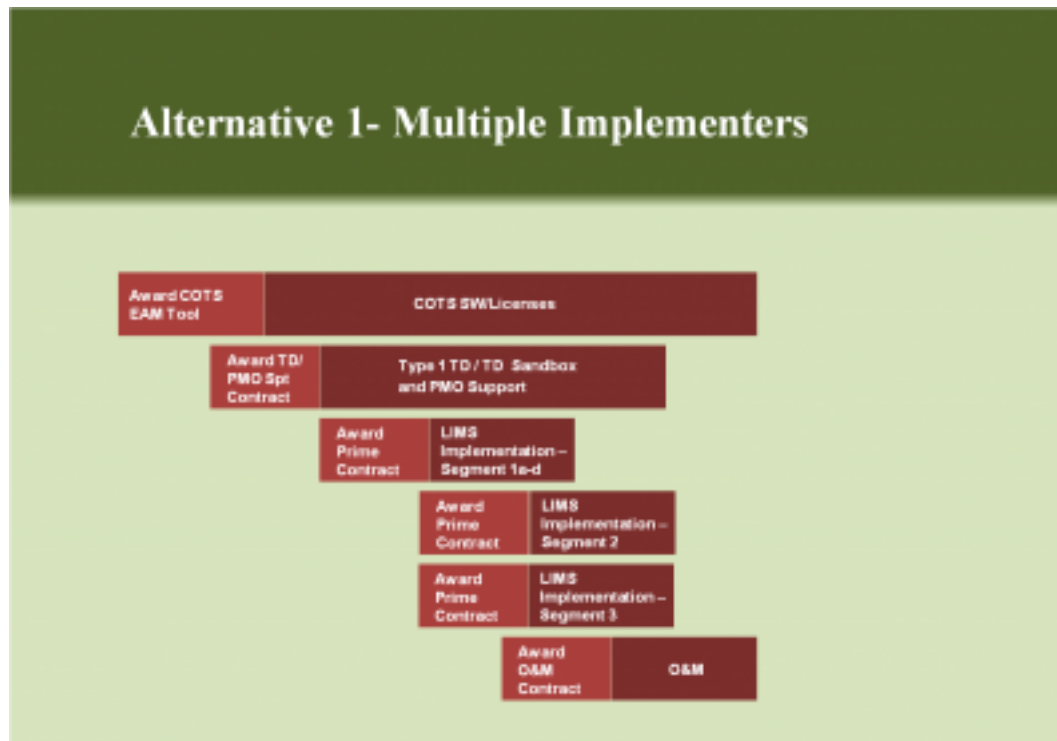 Alternative 1- Multiple Implementers
Award COTS
EAM Tool
COTS SW/Licenses
Award TD/
PMO Spt
Contract
Type 1 TD / TD Sandbox
and PMO Support
Award
Prime
Contract
LIMS
Implementation –
Segment 1a-d
Award
Prime
Contract
LIMS
Implementation –
Segment 2
Award
Prime
Contract
LIMS
Implementation –
Segment 3
Award
O&M
Contract
O&M